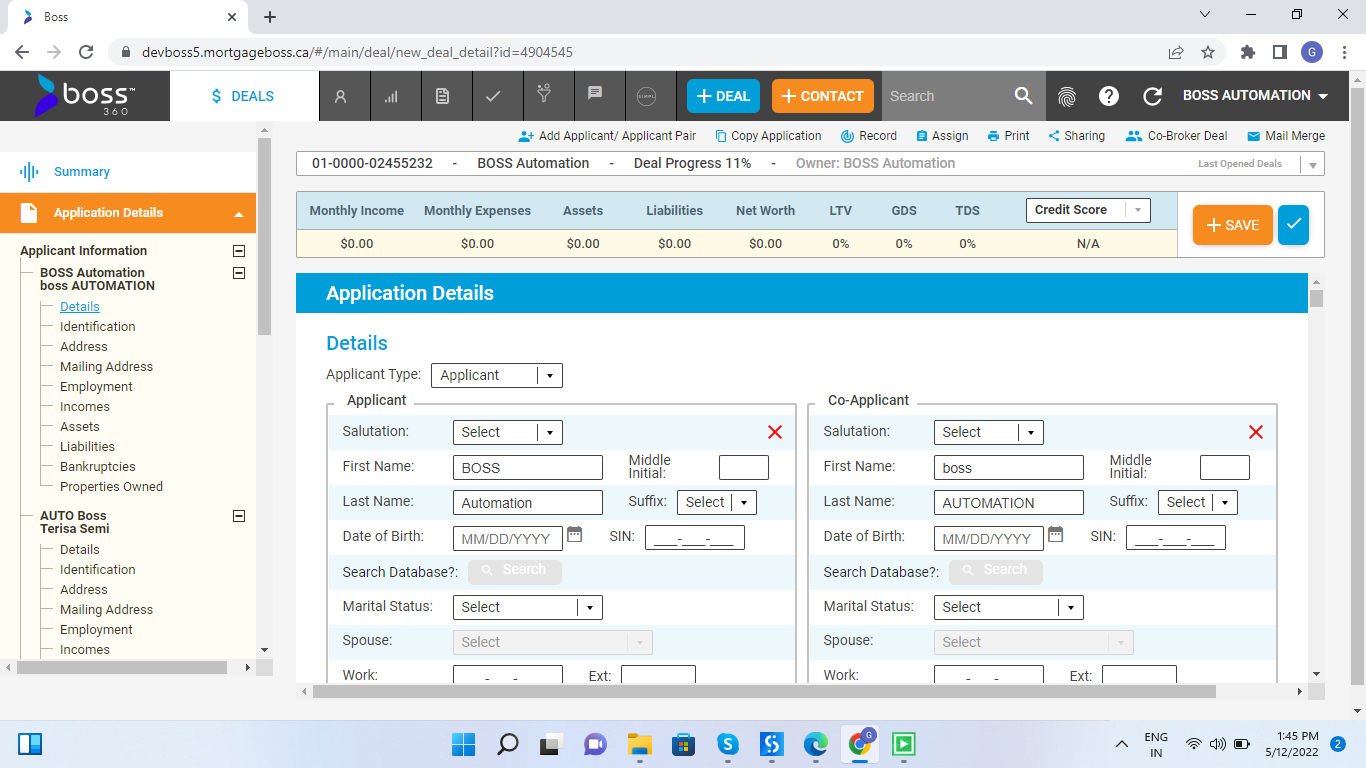 Boss
devboss5.mortgageboss.ca/#/main/deal/new_deal_detail?id=4904545
G
boss™
360
$ DEALS
SIMPL
+ DEAL
+ CONTACT
Search
?
BOSS AUTOMATION
Add Applicant/ Applicant Pair
Copy Application
Record
Assign
Print
Sharing
Co-Broker Deal
Mail Merge
01-0000-02455232 - BOSS Automation - Deal Progress 11% - Owner: BOSS Automation
Last Opened Deals
Summary
Application Details
Applicant Information
BOSS Automation
boss AUTOMATION
Details
Identification
Address
Mailing Address
Employment
Incomes
Assets
Liabilities
Bankruptcies
Properties Owned
AUTO Boss
Terisa Semi
Details
Identification
Address
Mailing Address
Employment
Incomes
Monthly Income Monthly Expenses Assets Liabilities Net Worth LTV GDS TDS Credit Score
$0.00 $0.00 $0.00 $0.00 $0.00 0% 0% 0% N/A
+ SAVE
Application Details
Details
Applicant Type: Applicant
Applicant
Salutation: Select
First Name: BOSS Middle Initial:
Last Name: Automation Suffix: Select
Date of Birth: MM/DD/YYYY SIN: ___-___-___
Search Database?: Search
Marital Status: Select
Spouse: Select
Work: - - Ext:
Co-Applicant
Salutation: Select
First Name: boss Middle Initial:
Last Name: AUTOMATION Suffix: Select
Date of Birth: MM/DD/YYYY SIN: ___-___-___
Search Database?: Search
Marital Status: Select
Spouse: Select
Work: - - Ext:
S
G
ENG
IN
1:45 PM
5/12/2022
2